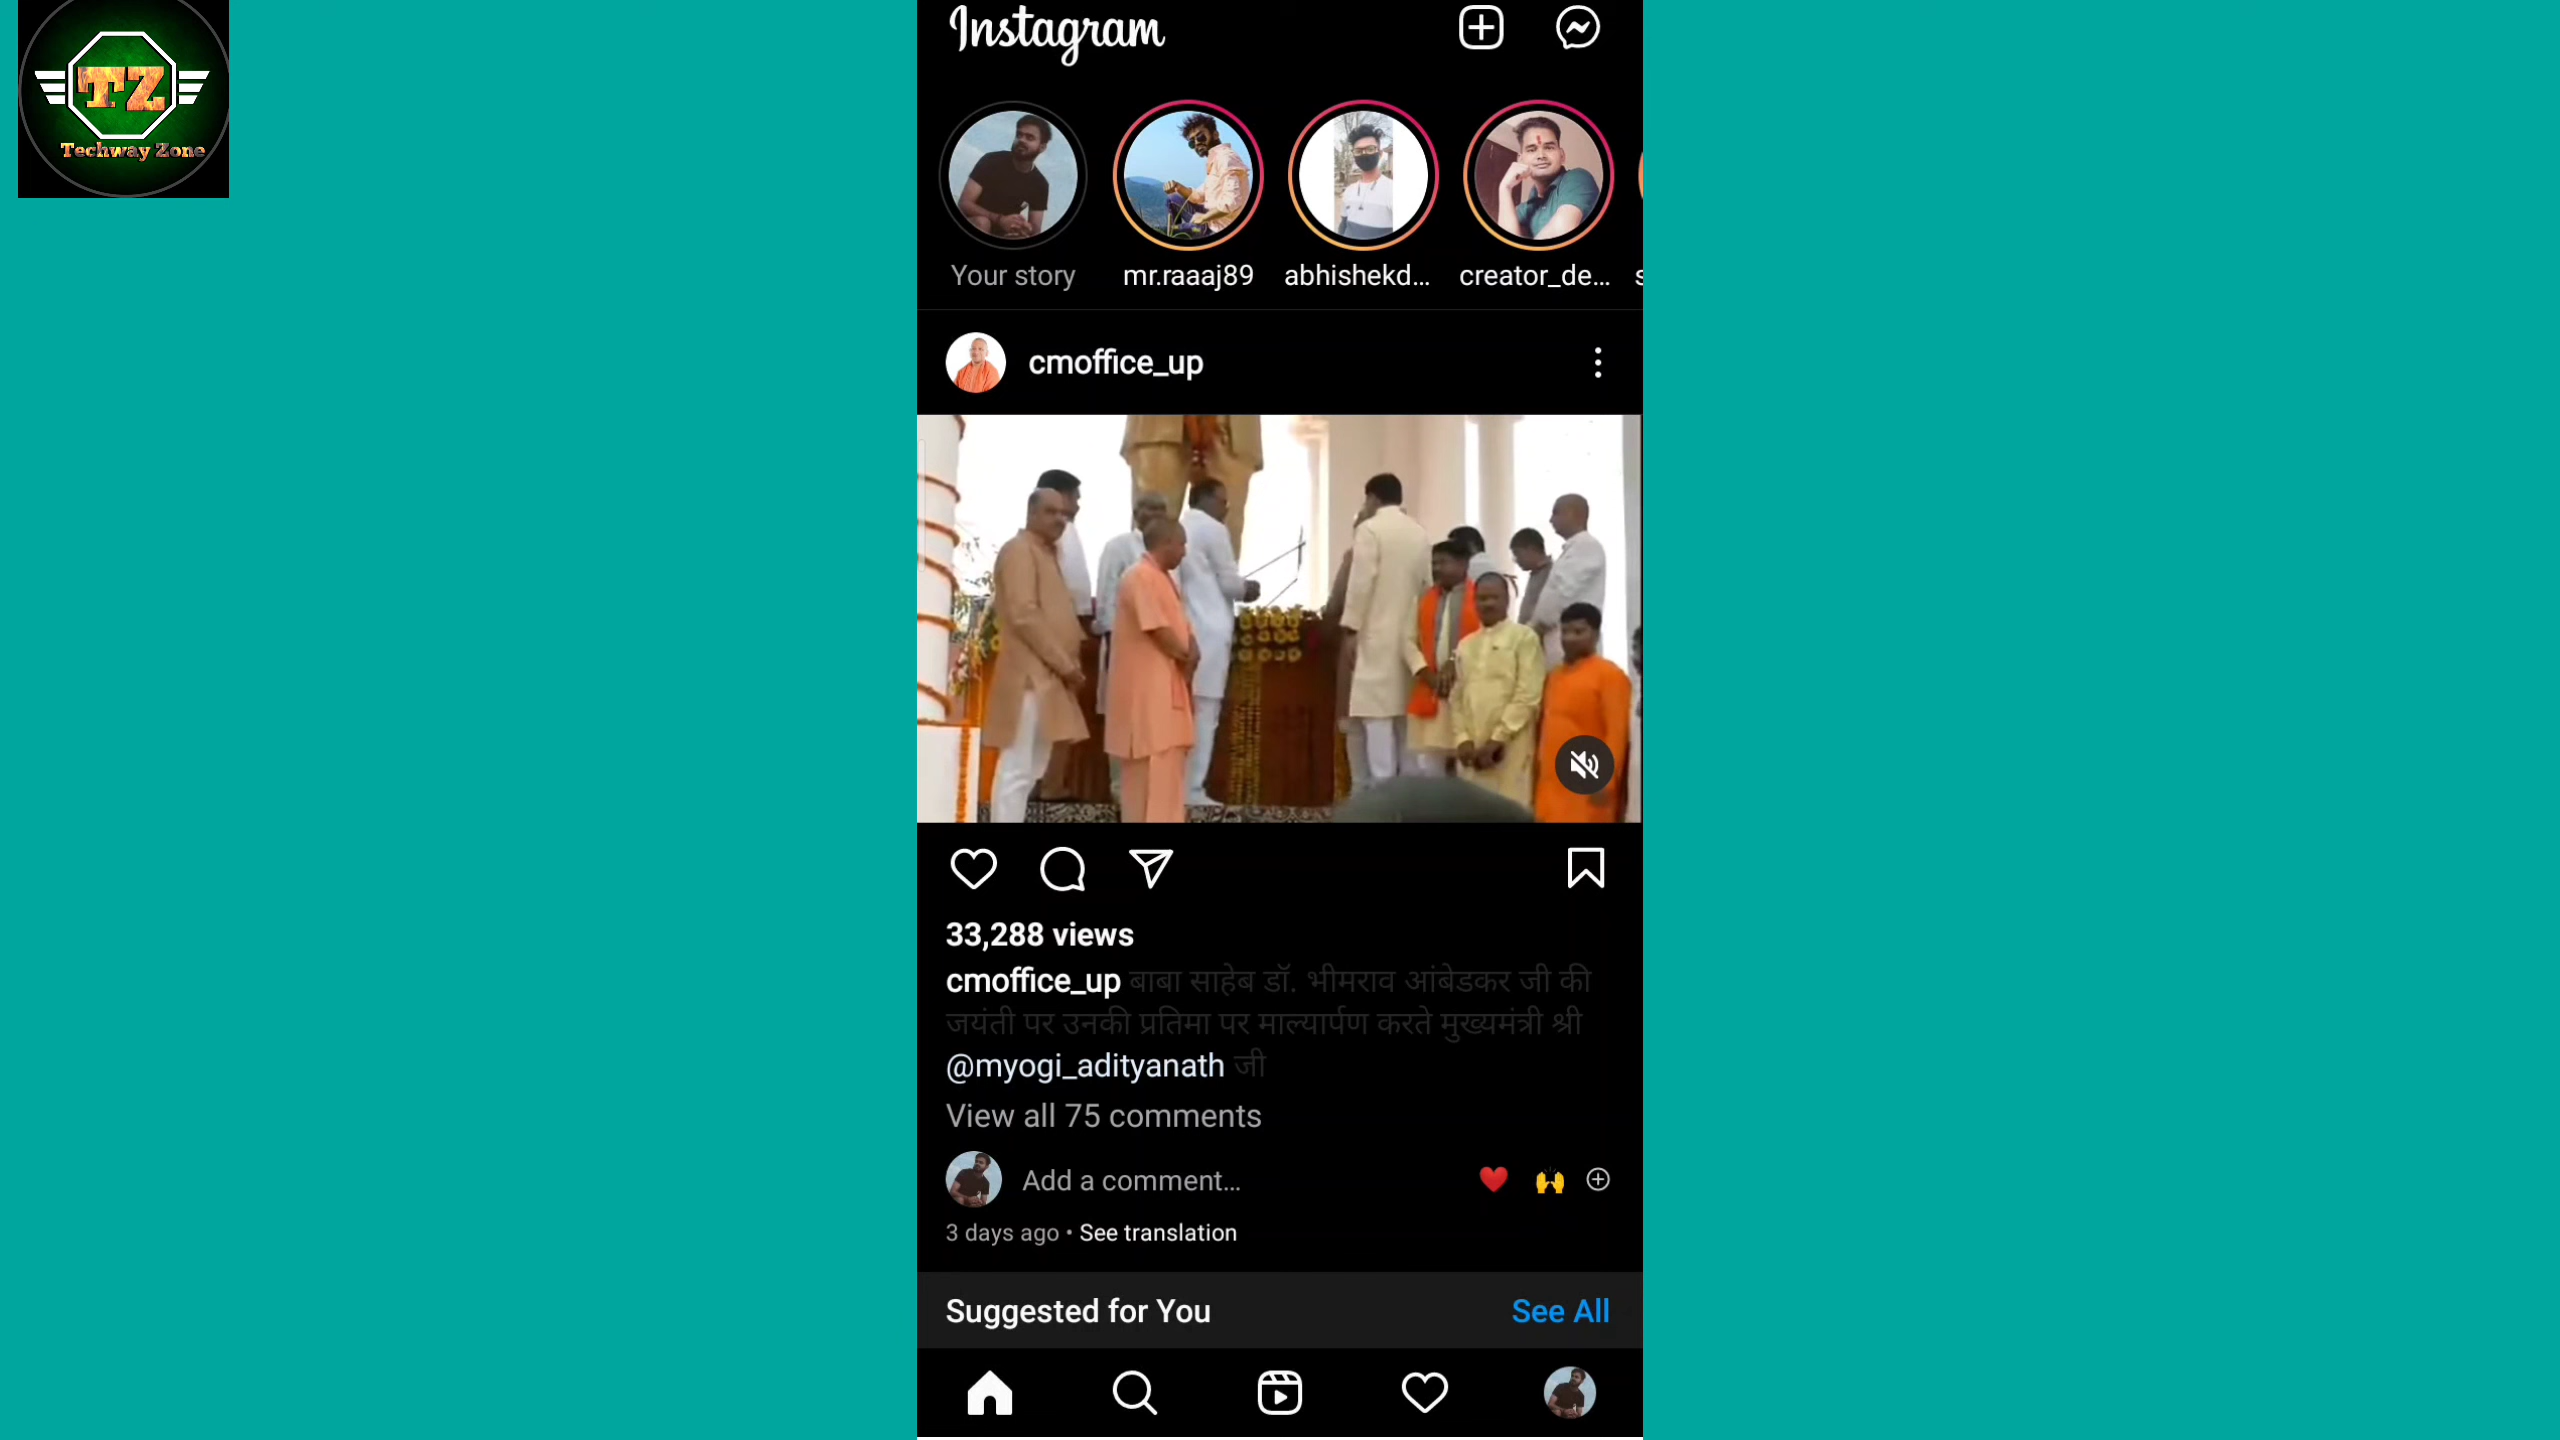 TZ
Techway Zone
Instagram
Your story
mr.raaaj89
abhishekd...
creator_de...
cmoffice_up
33,288 views
cmoffice_up बाबा साहेब डॉ. भीमराव आंबेडकर जी की
जयंती पर उनकी प्रतिमा पर माल्यार्पण करते मुख्यमंत्री श्री
@myogi_adityanath जी
View all 75 comments
Add a comment...
3 days ago • See translation
Suggested for You
See All